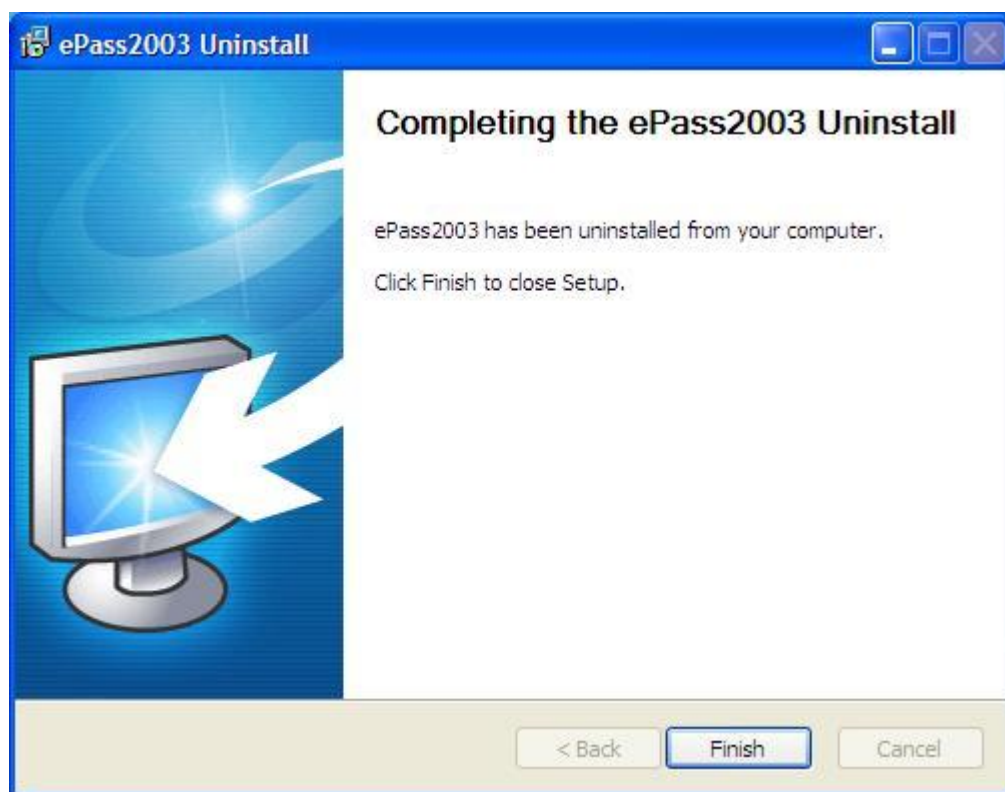 ePass2003 Uninstall
Completing the ePass2003 Uninstall
ePass2003 has been uninstalled from your computer.
Click Finish to close Setup.
< Back
Finish
Cancel